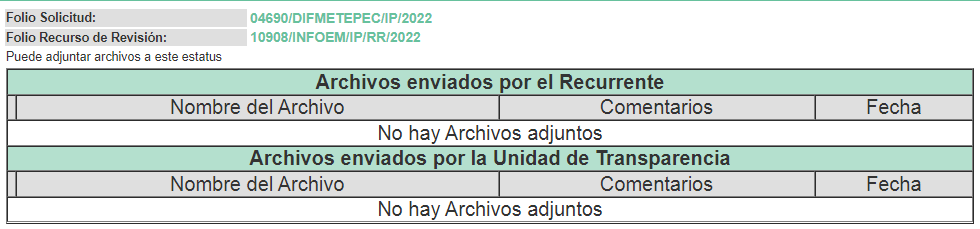 Folio Solicitud: 04690/DIFMETEPEC/IP/2022
Folio Recurso de Revisión: 10908/INFOEM/IP/RR/2022
Puede adjuntar archivos a este estatus
Archivos enviados por el Recurrente
Nombre del Archivo Comentarios Fecha
No hay Archivos adjuntos
Archivos enviados por la Unidad de Transparencia
Nombre del Archivo Comentarios Fecha
No hay Archivos adjuntos